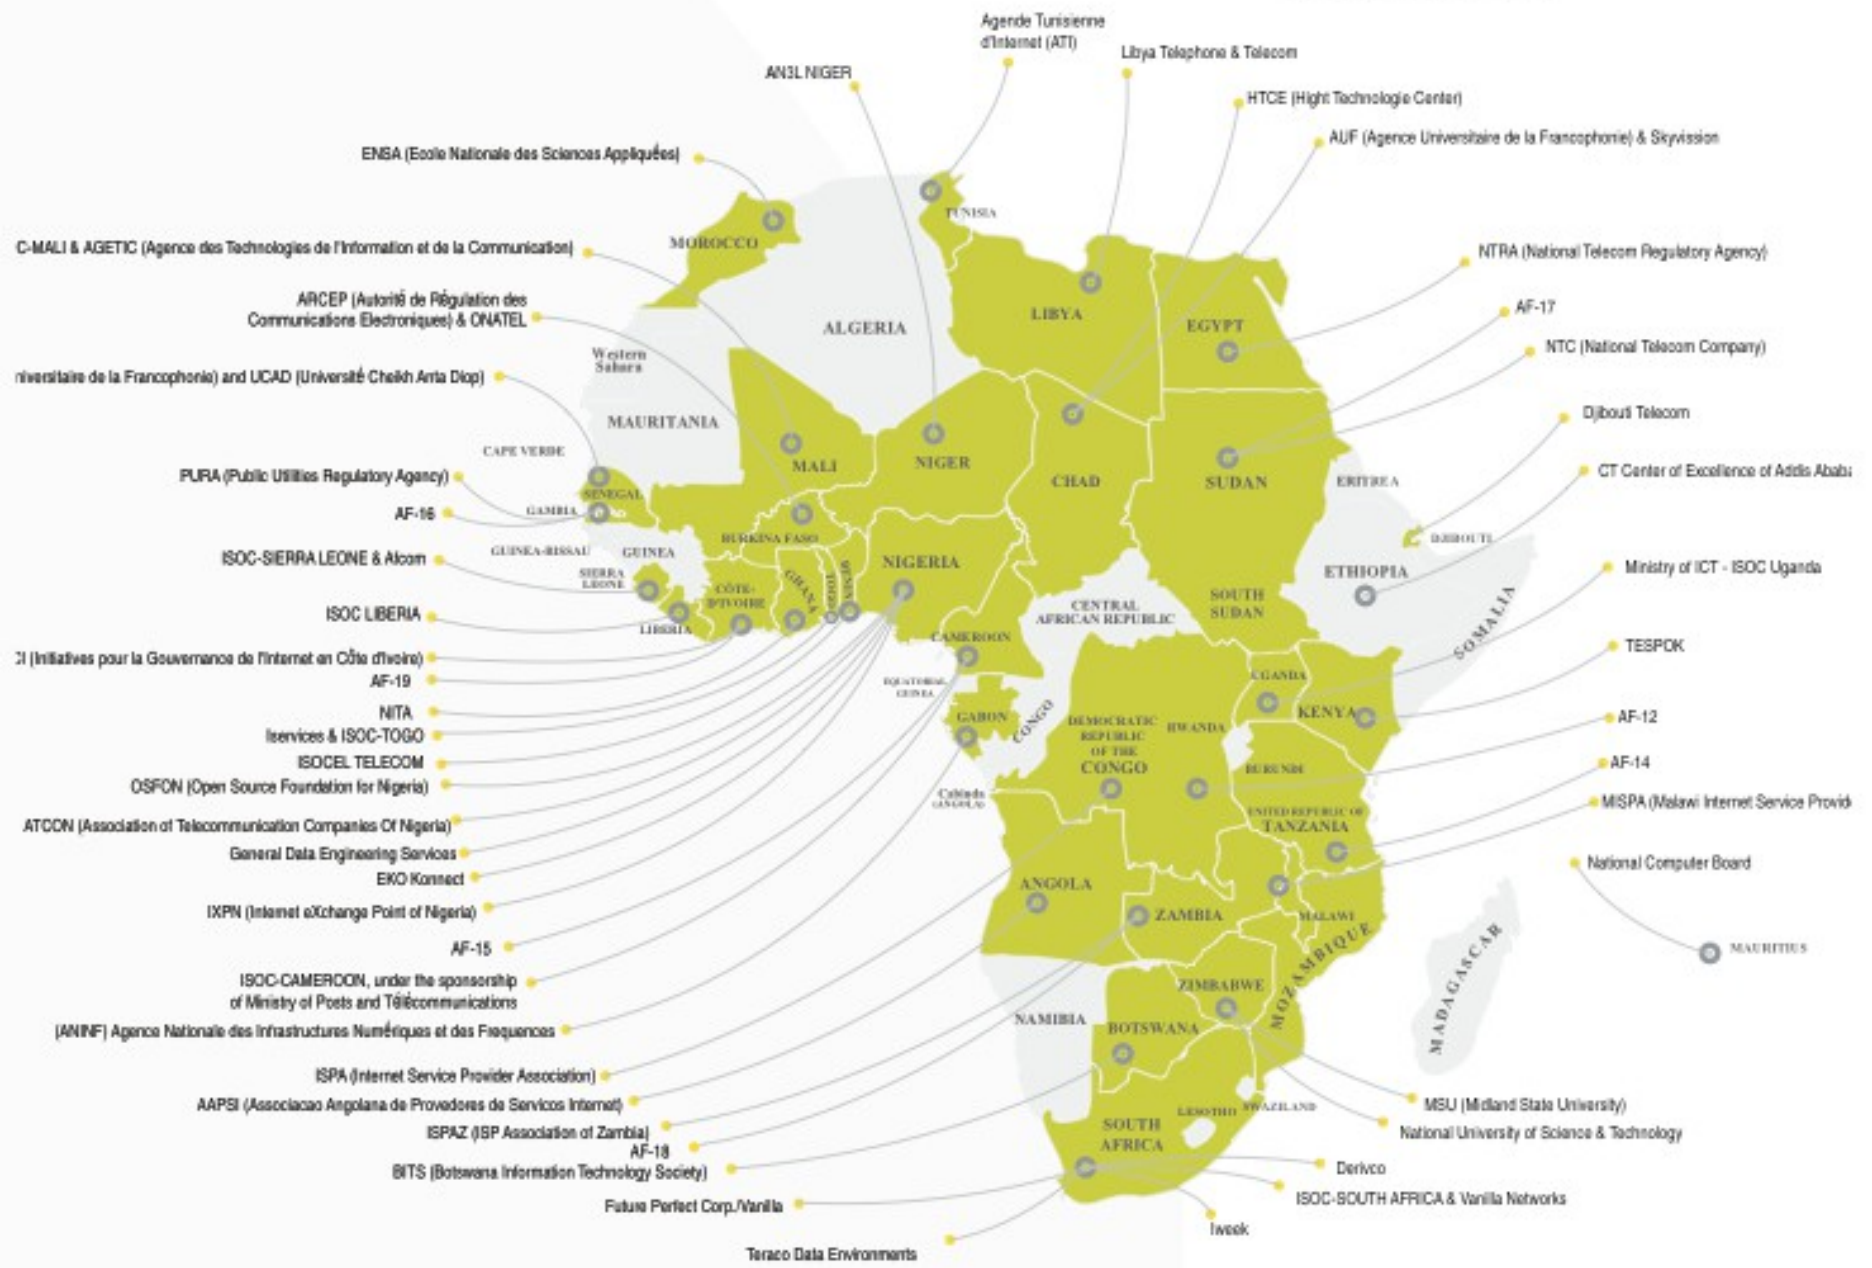 Agende Tunisienne
d'Internet (ATI)
Libya Telephone & Telecom
AN3L NIGER
HTCE (Hight Technologie Center)
AUF (Agence Universitaire de la Francophonie) & Skyvission
ENSA (Ecole Nationale des Sciences Appliquées)
TUNISIA
MOROCCO
C-MALI & AGETIC (Agence des Technologies de l'Information et de la Communication)
NTRA (National Telecom Regulatory Agency)
ARCEP (Autorité de Régulation des
Communications Electroniques) & ONATEL
AF-17
LIBYA
EGYPT
ALGERIA
NTC (National Telecom Company)
Western
Sahara
niversitaire de la Francophonie) and UCAD (Université Cheikh Anta Diop)
Djibouti Telecom
MAURITANIA
CAPE VERDE
MALI
NIGER
CHAD
SUDAN
ERITREA
CT Center of Excellence of Addis Ababa
PURA (Public Utilities Regulatory Agency)
SENEGAL
AF-16
GAMBIA
BURKINA FASO
DJIBOUTI
GUINEA-BISSAU
GUINEA
ISOC-SIERRA LEONE & Afcom
NIGERIA
ETHIOPIA
Ministry of ICT - ISOC Uganda
SIERRA
LEONE
CÔTE-
D'IVOIRE
GHANA
TOGO
BENIN
SOUTH
SUDAN
CENTRAL
AFRICAN REPUBLIC
SOMALIA
ISOC LIBERIA
LIBERIA
CAMEROON
TESPOK
CI (Initiatives pour la Gouvernance de l'Internet en Côte d'Ivoire)
AF-19
EQUATORIAL
GUINEA
UGANDA
NITA
GABON
CONGO
KENYA
AF-12
DEMOCRATIC
REPUBLIC
OF THE
CONGO
RWANDA
Iservices & ISOC-TOGO
ISOCEL TELECOM
BURUNDI
AF-14
OSFON (Open Source Foundation for Nigeria)
Cabinda
(ANGOLA)
MISPA (Malawi Internet Service Provid
UNITED REPUBLIC OF
TANZANIA
ATCON (Association of Telecommunication Companies Of Nigeria)
General Data Engineering Services
National Computer Board
EKO Konnect
ANGOLA
IXPN (Internet eXchange Point of Nigeria)
ZAMBIA
MALAWI
AF-15
MOZAMBIQUE
MADAGASCAR
MAURITIUS
ISOC-CAMEROON, under the sponsorship
of Ministry of Posts and Télécommunications
ZIMBABWE
NAMIBIA
BOTSWANA
(ANINF) Agence Nationale des Infrastructures Numériques et des Frequences
ISPA (Internet Service Provider Association)
AAPSI (Associacao Angolana de Provedores de Servicos Internet)
LESOTHO
SWAZILAND
MSU (Midland State University)
ISPAZ (ISP Association of Zambia)
SOUTH
AFRICA
National University of Science & Technology
AF-18
BITS (Botswana Information Technology Society)
Derivco
Future Perfect Corp./Vanilla
ISOC-SOUTH AFRICA & Vanilla Networks
Iweek
Teraco Data Environments